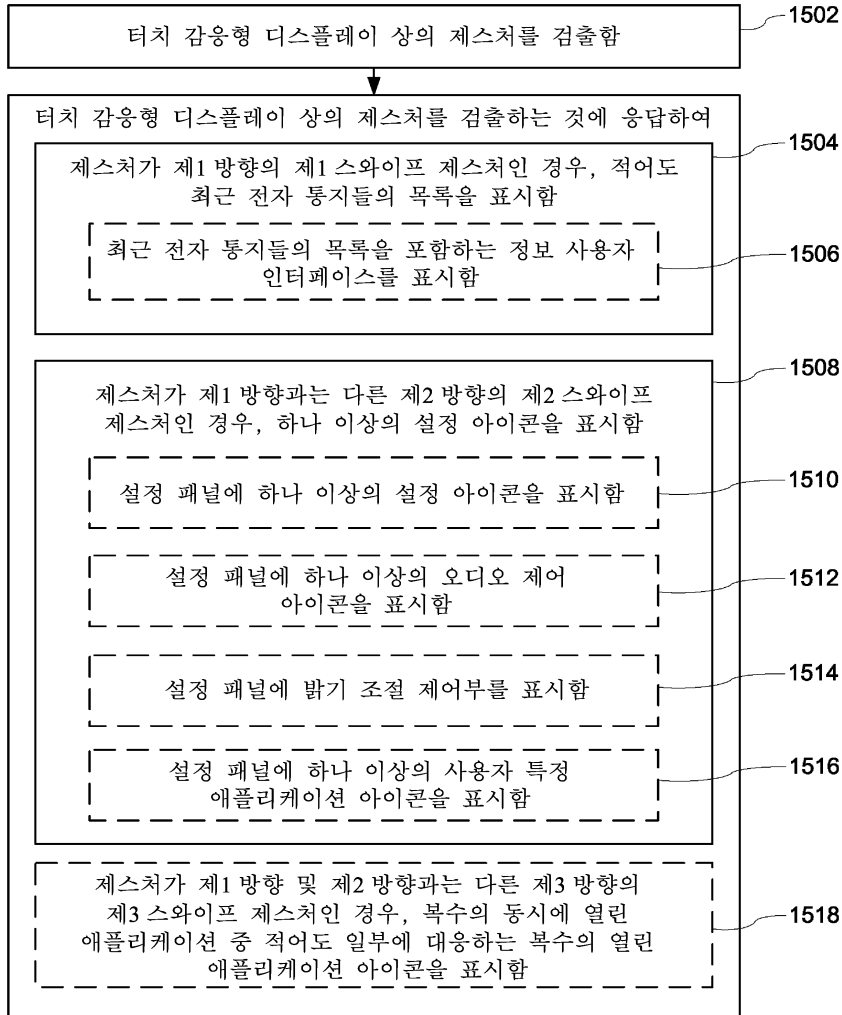 터치 감응형 디스플레이 상의 제스처를 검출함
1502
터치 감응형 디스플레이 상의 제스처를 검출하는 것에 응답하여
제스처가 제1 방향의 제1 스와이프 제스처인 경우, 적어도
최근 전자 통지들의 목록을 표시함
1504
최근 전자 통지들의 목록을 포함하는 정보 사용자
인터페이스를 표시함
1506
제스처가 제1 방향과는 다른 제2 방향의 제2 스와이프
제스처인 경우, 하나 이상의 설정 아이콘을 표시함
1508
설정 패널에 하나 이상의 설정 아이콘을 표시함
1510
설정 패널에 하나 이상의 오디오 제어
아이콘을 표시함
1512
설정 패널에 밝기 조절 제어부를 표시함
1514
설정 패널에 하나 이상의 사용자 특정
애플리케이션 아이콘을 표시함
1516
제스처가 제1 방향 및 제2 방향과는 다른 제3 방향의
제3 스와이프 제스처인 경우, 복수의 동시에 열린
애플리케이션 중 적어도 일부에 대응하는 복수의 열린
애플리케이션 아이콘을 표시함
1518